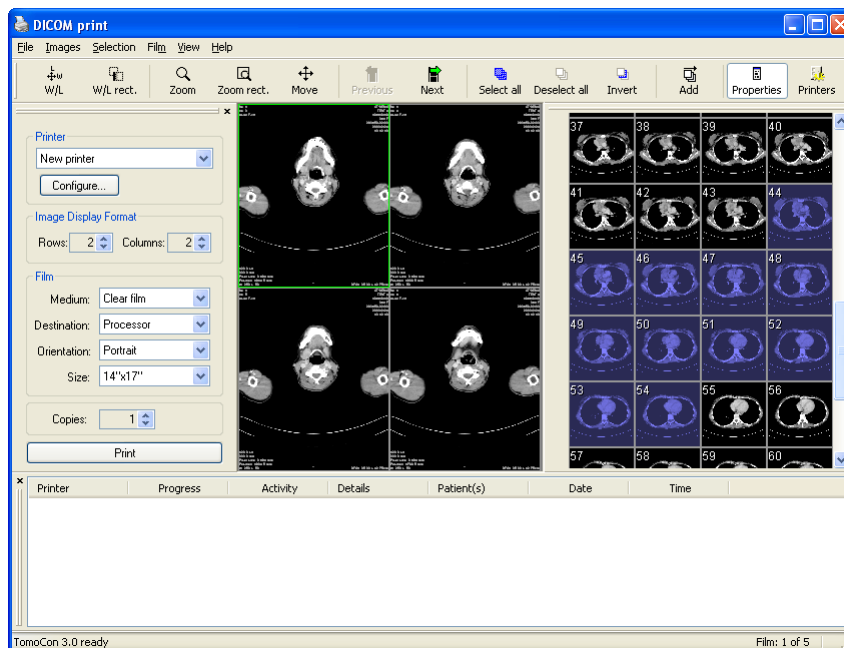 DICOM print
File Images Selection Film View Help
W/L W/L rect. Zoom Zoom rect. Move Previous Next Select all Deselect all Invert Add Properties Printers
Printer
New printer
Configure...
Image Display Format
Rows: 2 Columns: 2
Film
Medium: Clear film
Destination: Processor
Orientation: Portrait
Size: 14"x17"
Copies: 1
Print
37 38 39 40
41 42 43 44
45 46 47 48
49 50 51 52
53 54 55 56
57 58 59 60
Printer Progress Activity Details Patient(s) Date Time
TomoCon 3.0 ready
Film: 1 of 5